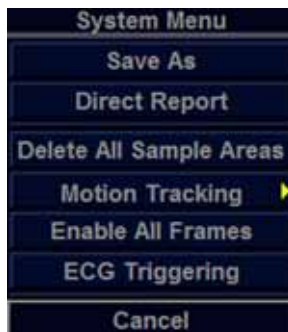 System Menu
Save As
Direct Report
Delete All Sample Areas
Motion Tracking
Enable All Frames
ECG Triggering
Cancel